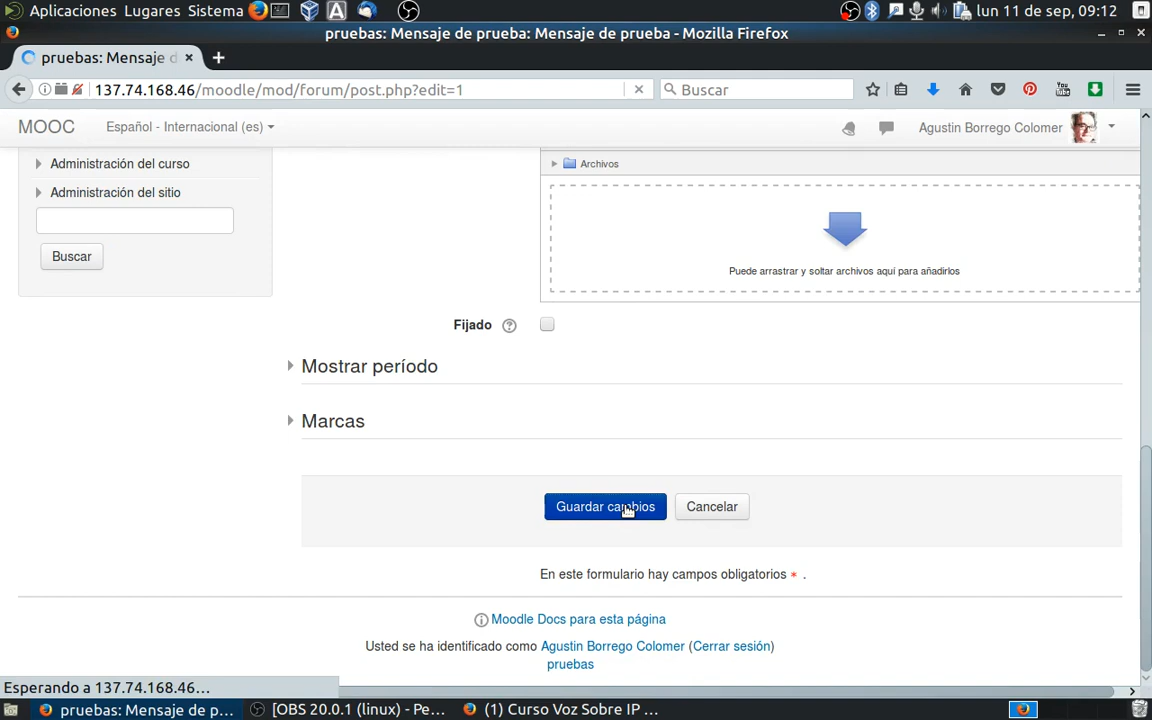 Aplicaciones Lugares Sistema lun 11 de sep, 09:12
pruebas: Mensaje de prueba: Mensaje de prueba - Mozilla Firefox
pruebas: Mensaje d
137.74.168.46/moodle/mod/forum/post.php?edit=1
Buscar
MOOC Español - Internacional (es) Agustin Borrego Colomer
Administración del curso
Administración del sitio
Buscar
Archivos
Puede arrastrar y soltar archivos aquí para añadirlos
Fijado
Mostrar período
Marcas
Guardar cambios Cancelar
En este formulario hay campos obligatorios * .
Moodle Docs para esta página
Usted se ha identificado como Agustin Borrego Colomer (Cerrar sesión)
pruebas
Esperando a 137.74.168.46...
pruebas: Mensaje de p... [OBS 20.0.1 (linux) - Pe... (1) Curso Voz Sobre IP ...